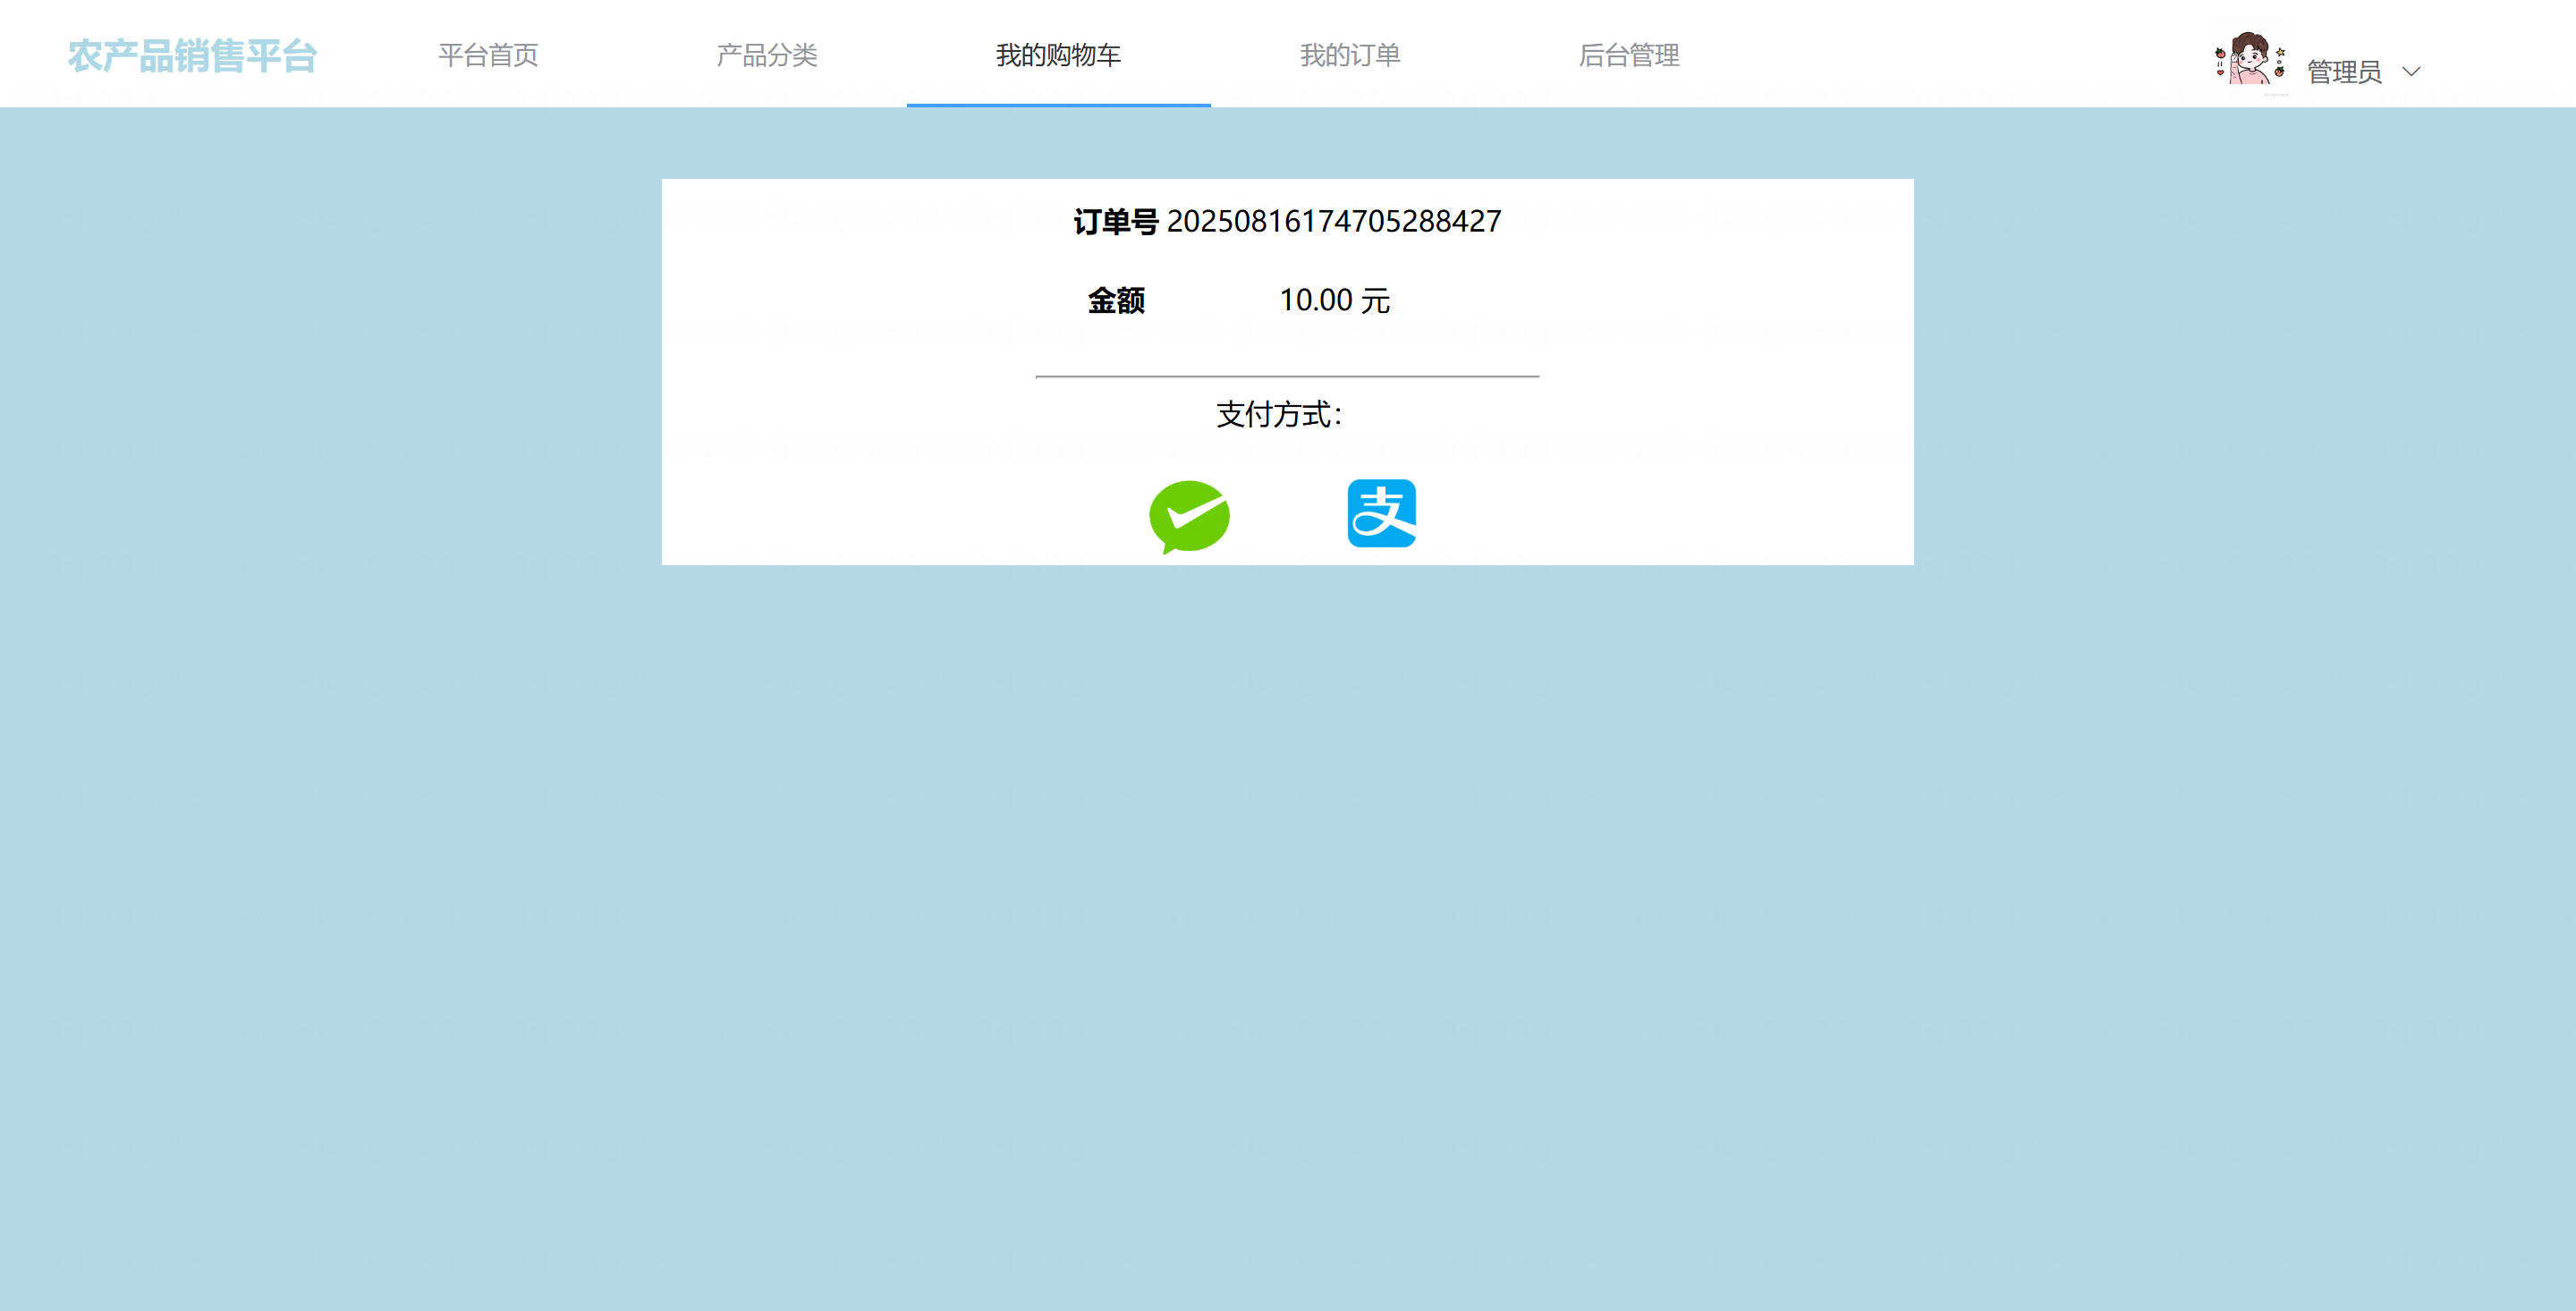 农产品销售平台 平台首页 产品分类 我的购物车 我的订单 后台管理 管理员
订单号 20250816174705288427
金额 10.00 元
支付方式：
支